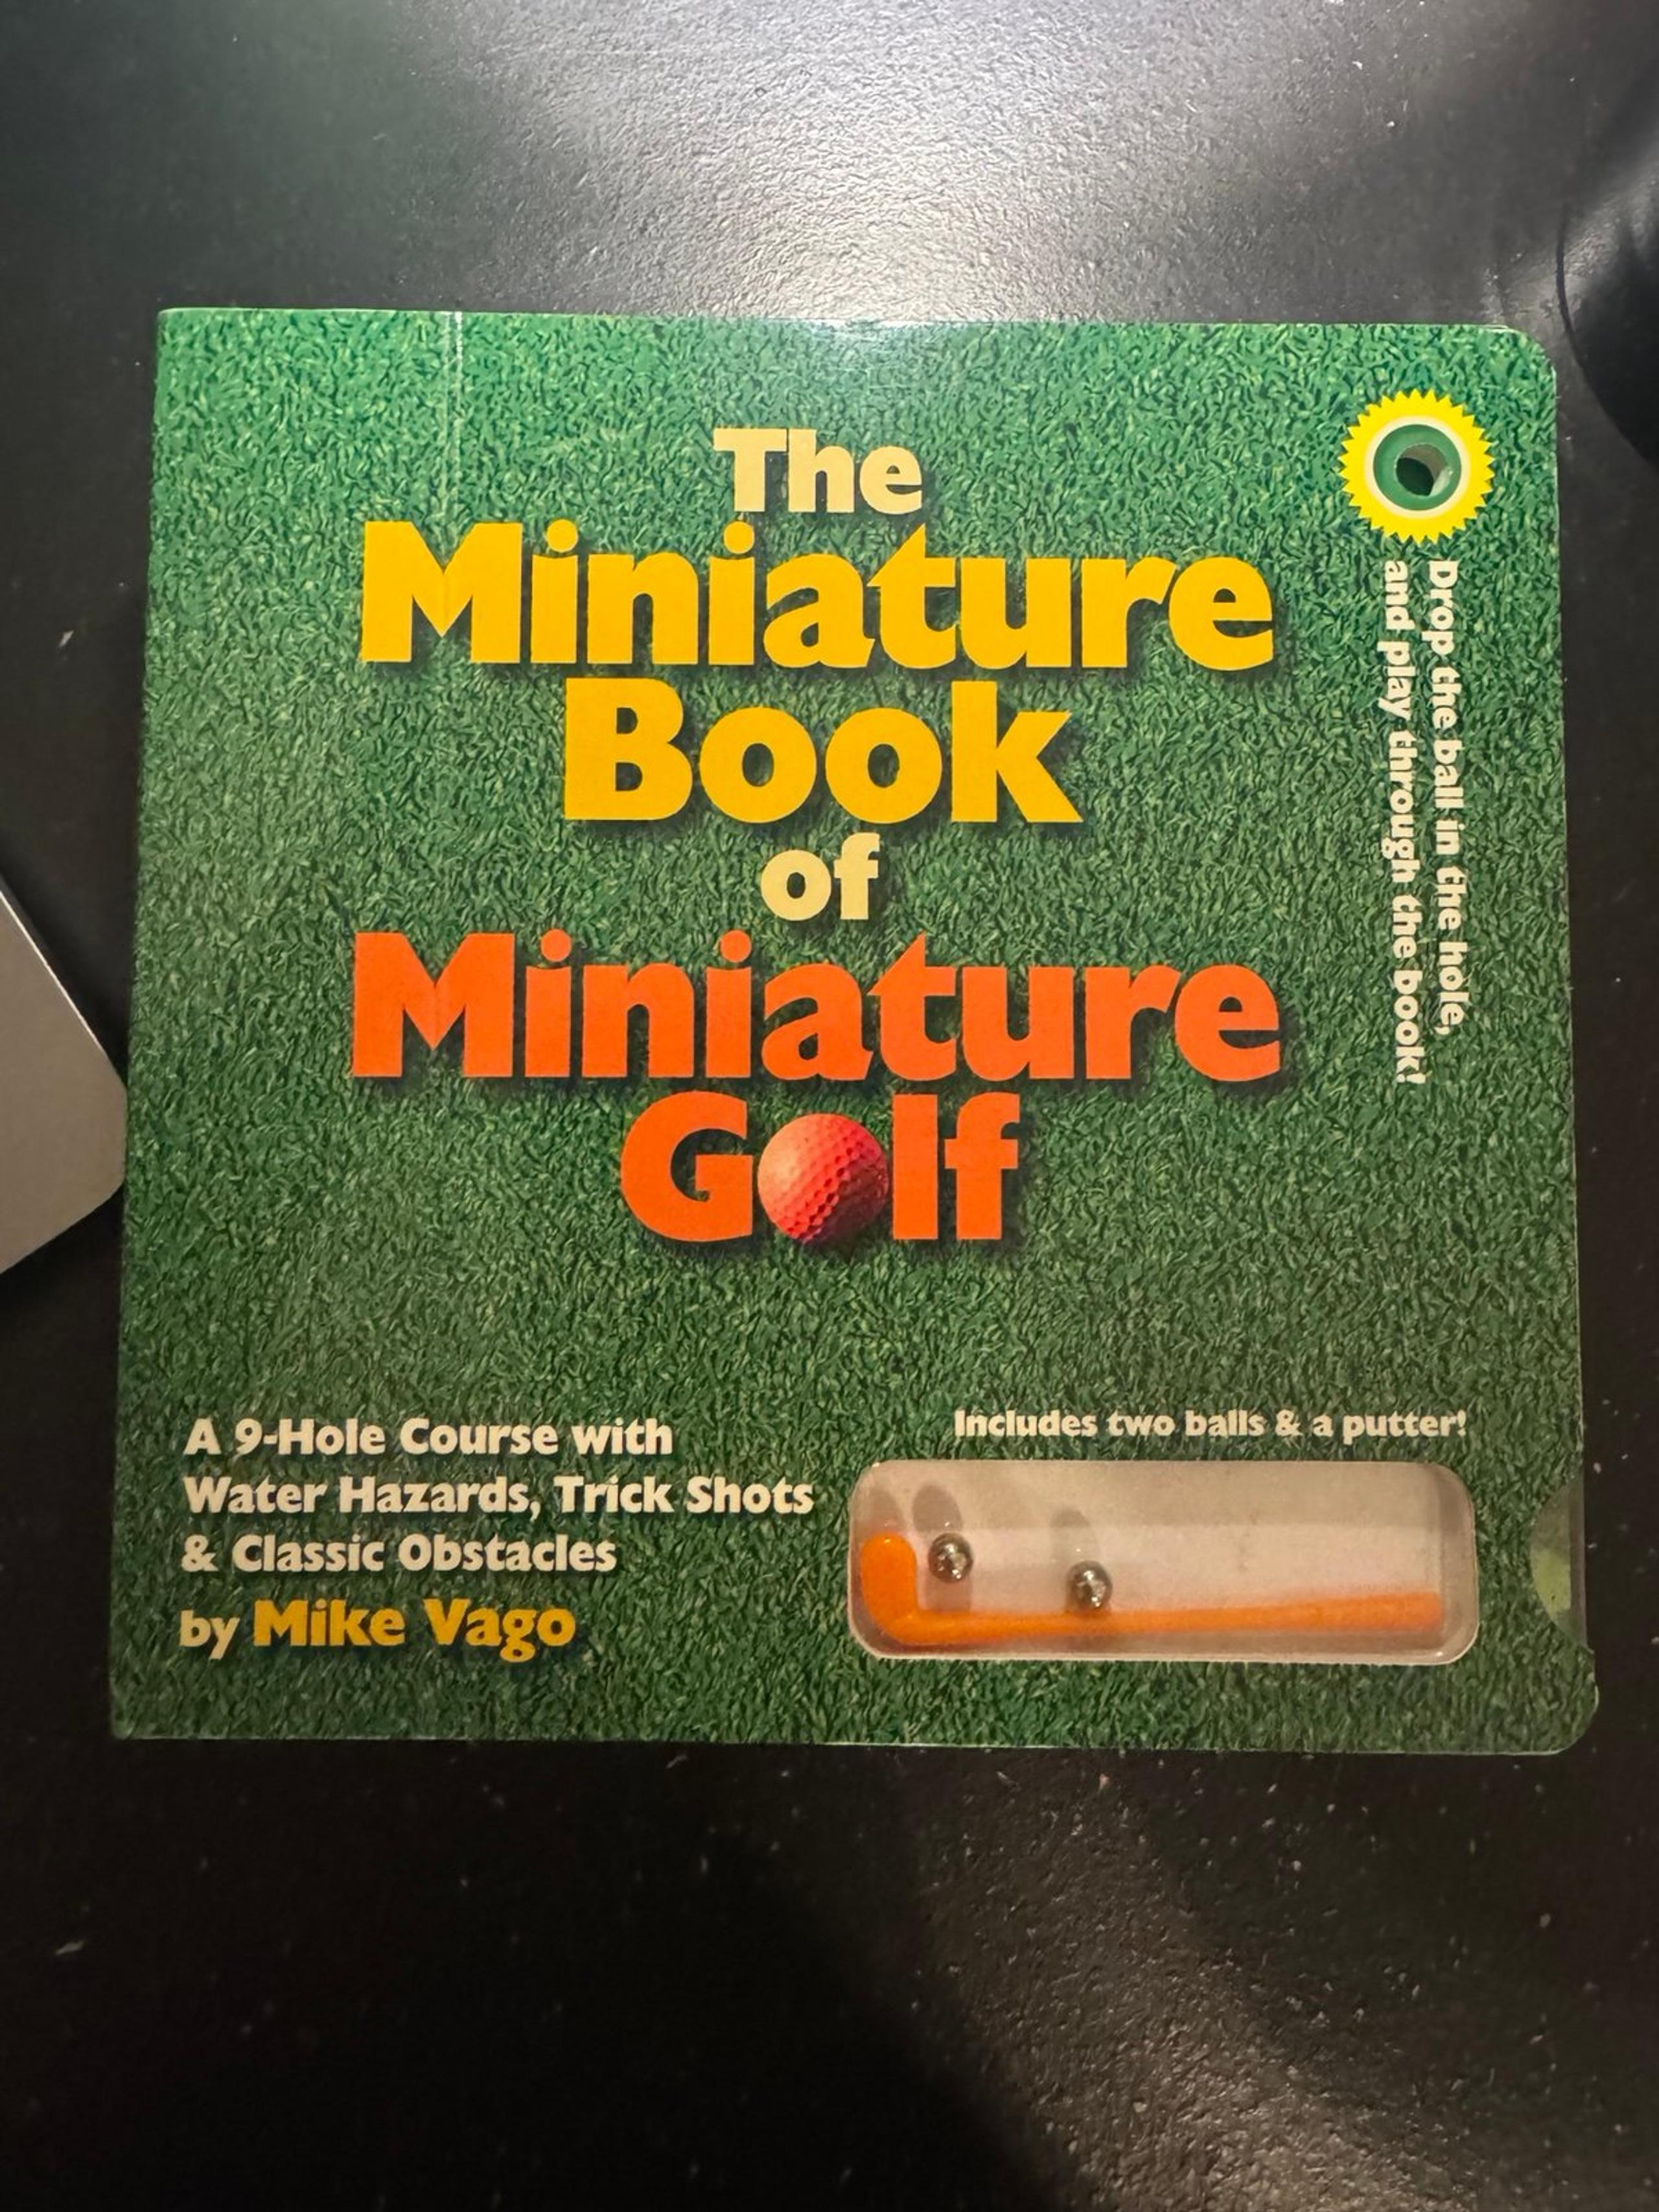 The
Miniature
Book
of
Miniature
Golf
Drop the ball in the hole,
and play through the book!
A 9-Hole Course with
Water Hazards, Trick Shots
& Classic Obstacles
by Mike Vago
Includes two balls & a putter!